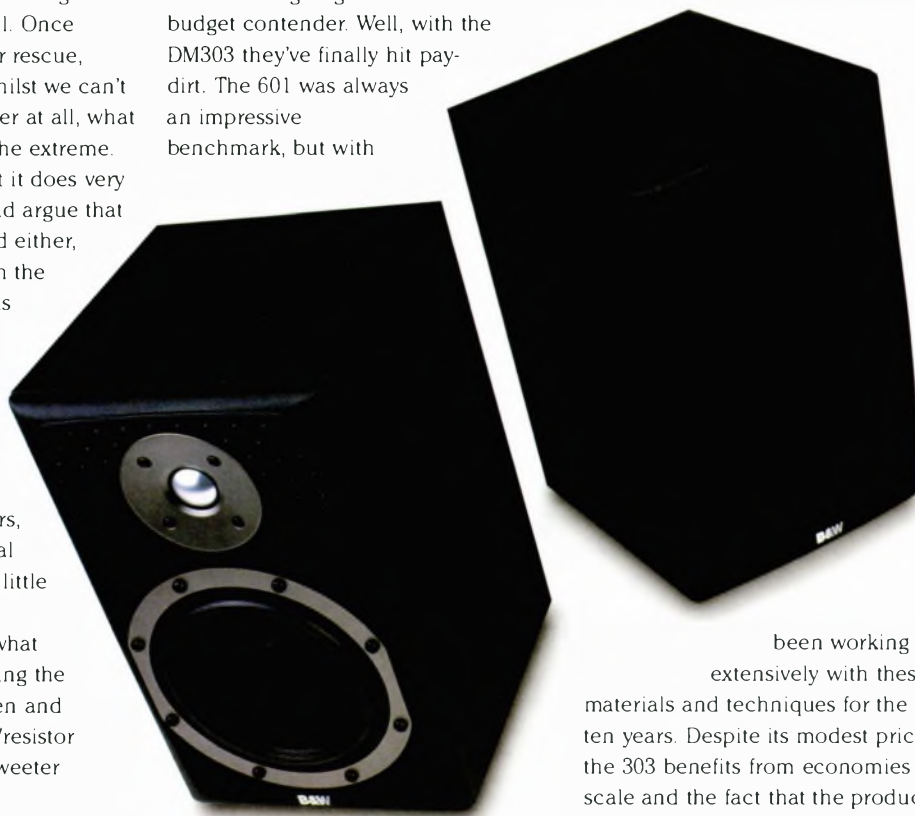 l. Once
r rescue,
hilst we can't
er at all, what
he extreme.
t it does very
ld argue that
d either,
n the
s
rs,
al
little
what
ing the
en and
/resistor
weeter
budget contender. Well, with the
DM303 they've finally hit pay-
dirt. The 601 was always
an impressive
benchmark, but with
B&W
B&W
been working
extensively with thes
materials and techniques for the
ten years. Despite its modest pric
the 303 benefits from economies
scale and the fact that the produc